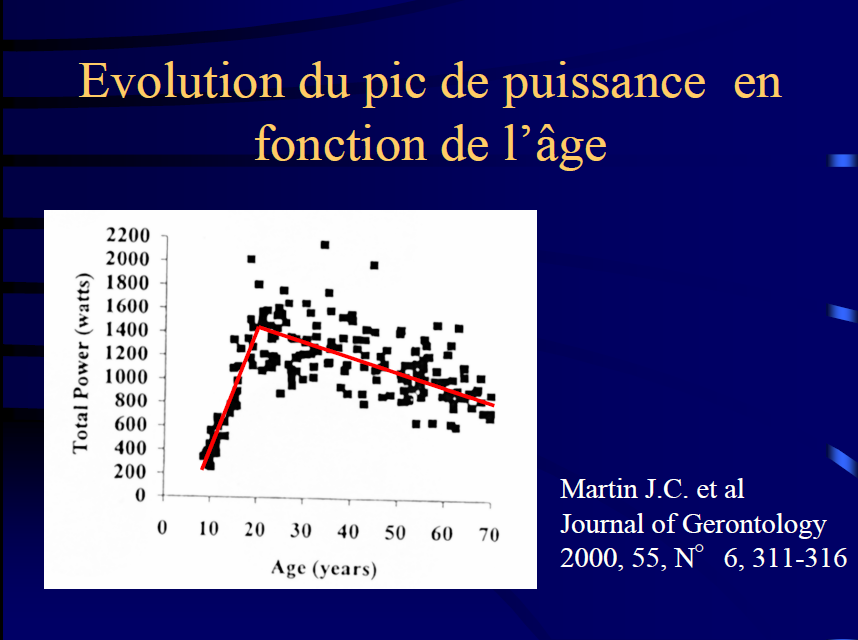 Evolution du pic de puissance en
fonction de l’âge
2200
2000
1800
1600
1400
1200
1000
800
600
400
200
0
Total Power (watts)
0 10 20 30 40 50 60 70
Age (years)
Martin J.C. et al
Journal of Gerontology
2000, 55, N° 6, 311-316